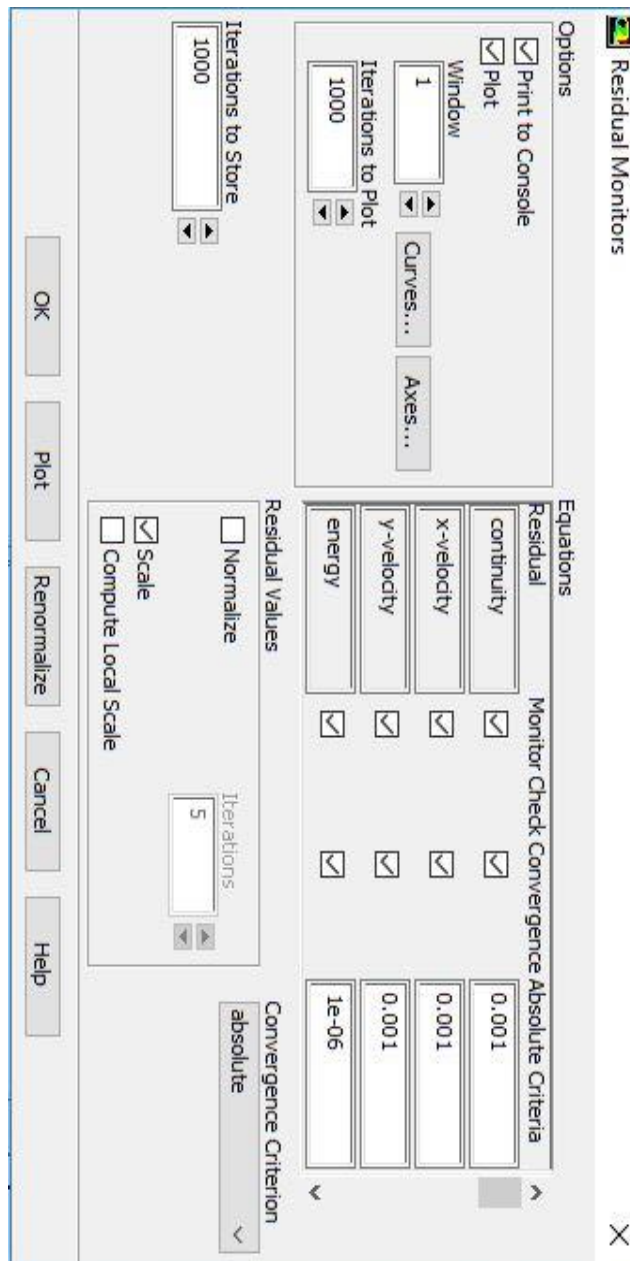 Residual Monitors
Options
Print to Console
Plot
Window
1
Curves...
Axes...
Iterations to Plot
1000
Iterations to Store
1000
Equations
Residual
Monitor Check Convergence Absolute Criteria
continuity
0.001
x-velocity
0.001
y-velocity
0.001
energy
1e-06
Residual Values
Normalize
Iterations
5
Scale
Compute Local Scale
Convergence Criterion
absolute
OK
Plot
Renormalize
Cancel
Help